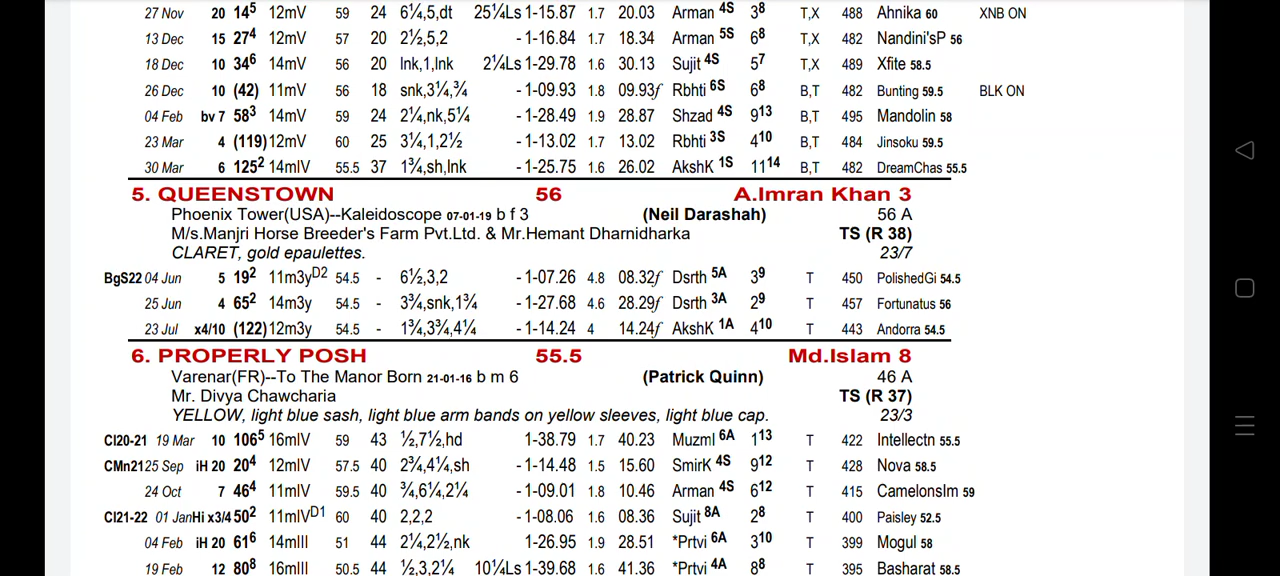 27 Nov 20 14⁵ 12mV 59 24 6¼,5,dt 25¼Ls 1-15.87 1.7 20.03 Arman 4S 3⁸ T,X 488 Ahnika 60 XNB ON
13 Dec 15 27⁴ 12mV 57 20 2½,5,2 - 1-16.84 1.7 18.34 Arman 5S 6⁸ T,X 482 Nandini'sP 56
18 Dec 10 34⁶ 14mV 56 20 lnk,1,lnk 2¼Ls 1-29.78 1.6 30.13 Sujit 4S 5⁷ T,X 489 Xfite 58.5
26 Dec 10 (42) 11mV 56 18 snk,3¼,¾ - 1-09.93 1.8 09.93f Rbhti 6S 6⁸ B,T 482 Bunting 59.5 BLK ON
04 Feb bv 7 58³ 14mV 59 24 2¼,nk,5¼ - 1-28.49 1.9 28.87 Shzad 4S 9¹³ B,T 495 Mandolin 58
23 Mar 4 (119) 12mV 60 25 3¼,1,2½ - 1-13.02 1.7 13.02 Rbhti 3S 4¹⁰ B,T 484 Jinsoku 59.5
30 Mar 6 125² 14mIV 55.5 37 1¾,sh,lnk - 1-25.75 1.6 26.02 AkshK 1S 11¹⁴ B,T 482 DreamChas 55.5
5. QUEENSTOWN 56 A.Imran Khan 3
Phoenix Tower(USA)--Kaleidoscope 07-01-19 b f 3 (Neil Darashah) 56 A
M/s.Manjri Horse Breeder's Farm Pvt.Ltd. & Mr.Hemant Dharnidharka TS (R 38)
CLARET, gold epaulettes. 23/7
BgS22 04 Jun 5 19² 11m3yD2 54.5 - 6½,3,2 - 1-07.26 4.8 08.32f Dsrth 5A 3⁹ T 450 PolishedGi 54.5
25 Jun 4 65² 14m3y 54.5 - 3¾,snk,1¾ - 1-27.68 4.6 28.29f Dsrth 3A 2⁹ T 457 Fortunatus 56
23 Jul x4/10 (122) 12m3y 54.5 - 1¾,3¾,4¼ - 1-14.24 4 14.24f AkshK 1A 4¹⁰ T 443 Andorra 54.5
6. PROPERLY POSH 55.5 Md.Islam 8
Varenar(FR)--To The Manor Born 21-01-16 b m 6 (Patrick Quinn) 46 A
Mr. Divya Chawcharia TS (R 37)
YELLOW, light blue sash, light blue arm bands on yellow sleeves, light blue cap. 23/3
Cl20-21 19 Mar 10 106⁵ 16mIV 59 43 ½,7½,hd 1-38.79 1.7 40.23 Muzml 6A 1¹³ T 422 Intellectn 55.5
CMn21 25 Sep iH 20 20⁴ 12mIV 57.5 40 2¾,4¼,sh - 1-14.48 1.5 15.60 SmirK 4S 9¹² T 428 Nova 58.5
24 Oct 7 46⁴ 11mIV 59.5 40 ¾,6¼,2¼ - 1-09.01 1.8 10.46 Arman 4S 6¹² T 415 CamelonsIm 59
Cl21-22 01 Jan Hi x3/4 50² 11mIVD1 60 40 2,2,2 - 1-08.06 1.6 08.36 Sujit 8A 2⁸ T 400 Paisley 52.5
04 Feb iH 20 61⁶ 14mIII 51 44 2¼,2½,nk - 1-26.95 1.9 28.51 *Prtvi 6A 3¹⁰ T 399 Mogul 58
19 Feb 12 80⁸ 16mIII 50.5 44 ½,3,2¼ 10¼Ls 1-39.68 1.6 41.36 *Prtvi 4A 8⁸ T 395 Basharat 58.5